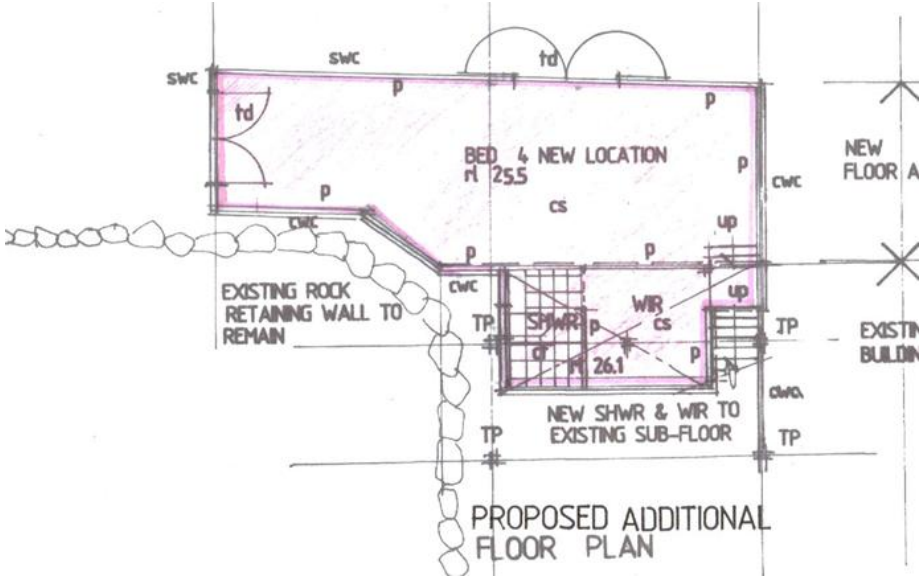 swc
swc
td
td
p
p
BED 4 NEW LOCATION
rl 25.5
p
p
cs
cwc
NEW
FLOOR A
cwc
up
p
p
cwc
up
EXISTING ROCK
RETAINING WALL TO
REMAIN
TP
SHWR
p
WIR
cs
TP
EXISTIN
BUILDIN
ct
rl 26.1
p
NEW SHWR & WIR TO
EXISTING SUB-FLOOR
TP
TP
PROPOSED ADDITIONAL
FLOOR PLAN